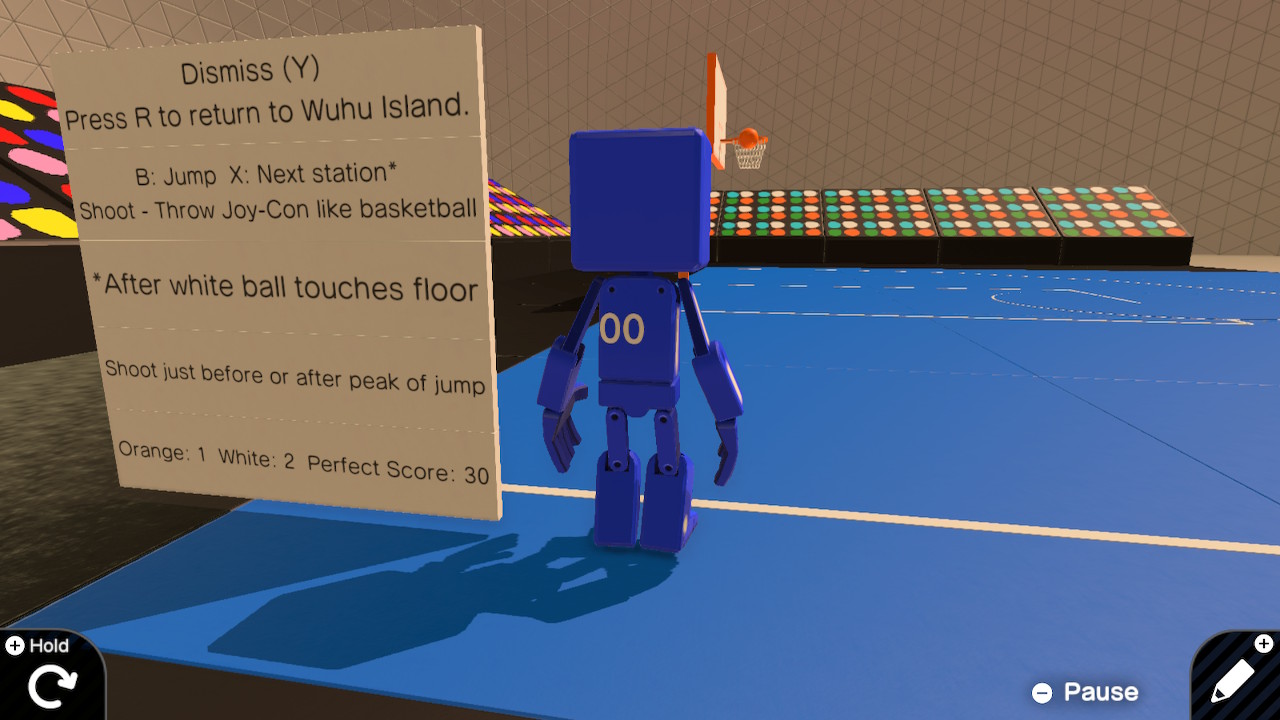 Dismiss (Y)
Press R to return to Wuhu Island.
B: Jump X: Next station*
Shoot - Throw Joy-Con like basketball
*After white ball touches floor
Shoot just before or after peak of jump
Orange: 1 White: 2 Perfect Score: 30
00
Hold
Pause